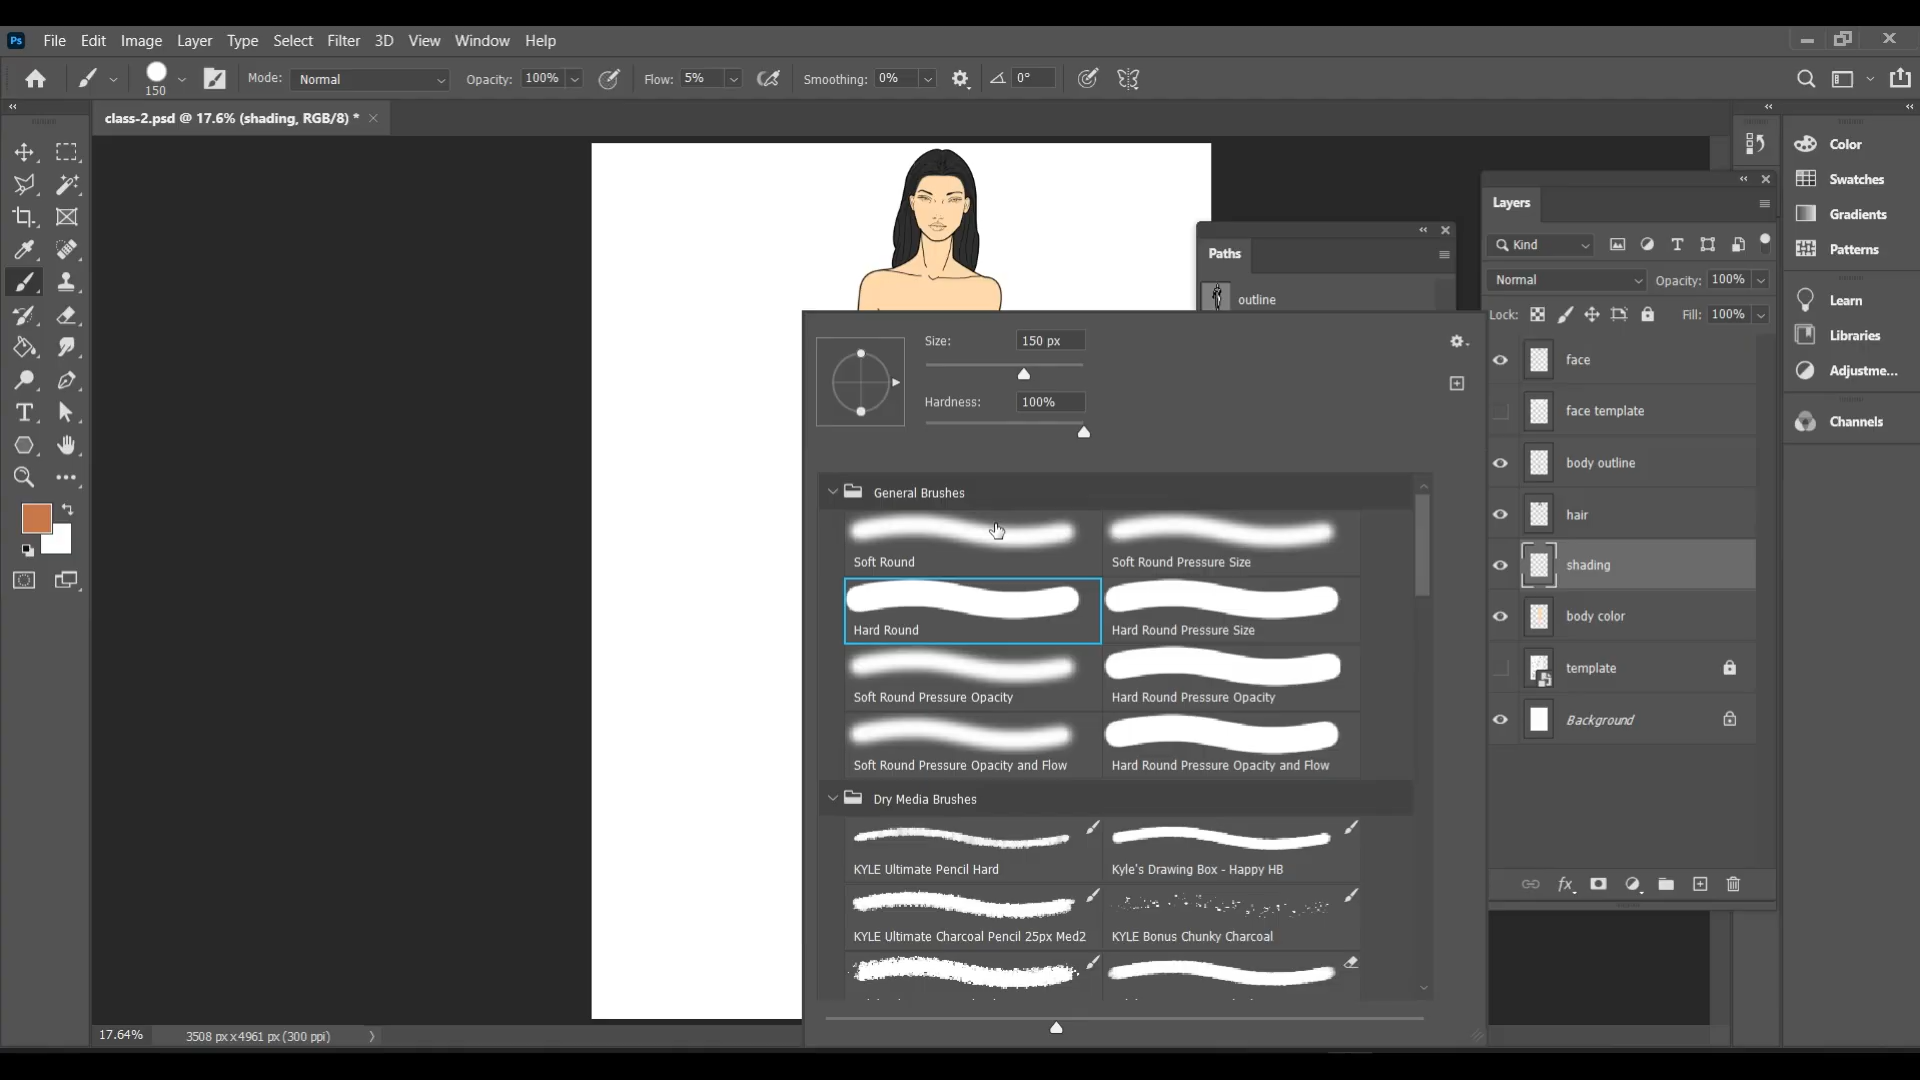 Ps File Edit Image Layer Type Select Filter 3D View Window Help
150 Mode: Normal Opacity: 100% Flow: 5% Smoothing: 0% 0°
class-2.psd @ 17.6% (shading, RGB/8) *
Paths
outline
Size: 150 px
Hardness: 100%
General Brushes
Soft Round
Soft Round Pressure Size
Hard Round
Hard Round Pressure Size
Soft Round Pressure Opacity
Hard Round Pressure Opacity
Soft Round Pressure Opacity and Flow
Hard Round Pressure Opacity and Flow
Dry Media Brushes
KYLE Ultimate Pencil Hard
Kyle's Drawing Box - Happy HB
KYLE Ultimate Charcoal Pencil 25px Med2
KYLE Bonus Chunky Charcoal
Layers
Kind
Normal Opacity: 100%
Lock: Fill: 100%
face
face template
body outline
hair
shading
body color
template
Background
Color
Swatches
Gradients
Patterns
Learn
Libraries
Adjustme...
Channels
17.64% 3508 px x 4961 px (300 ppi)